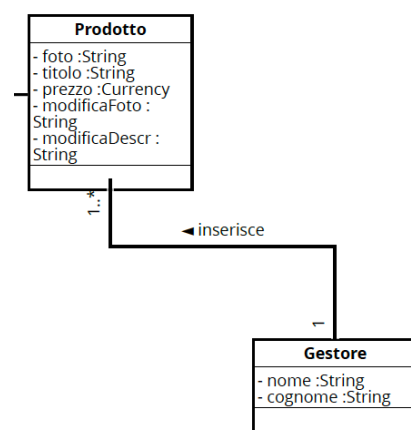 Prodotto
- foto :String
- titolo :String
- prezzo :Currency
- modificaFoto :
String
- modificaDescr :
String
1..*
◄ inserisce
1
Gestore
- nome :String
- cognome :String